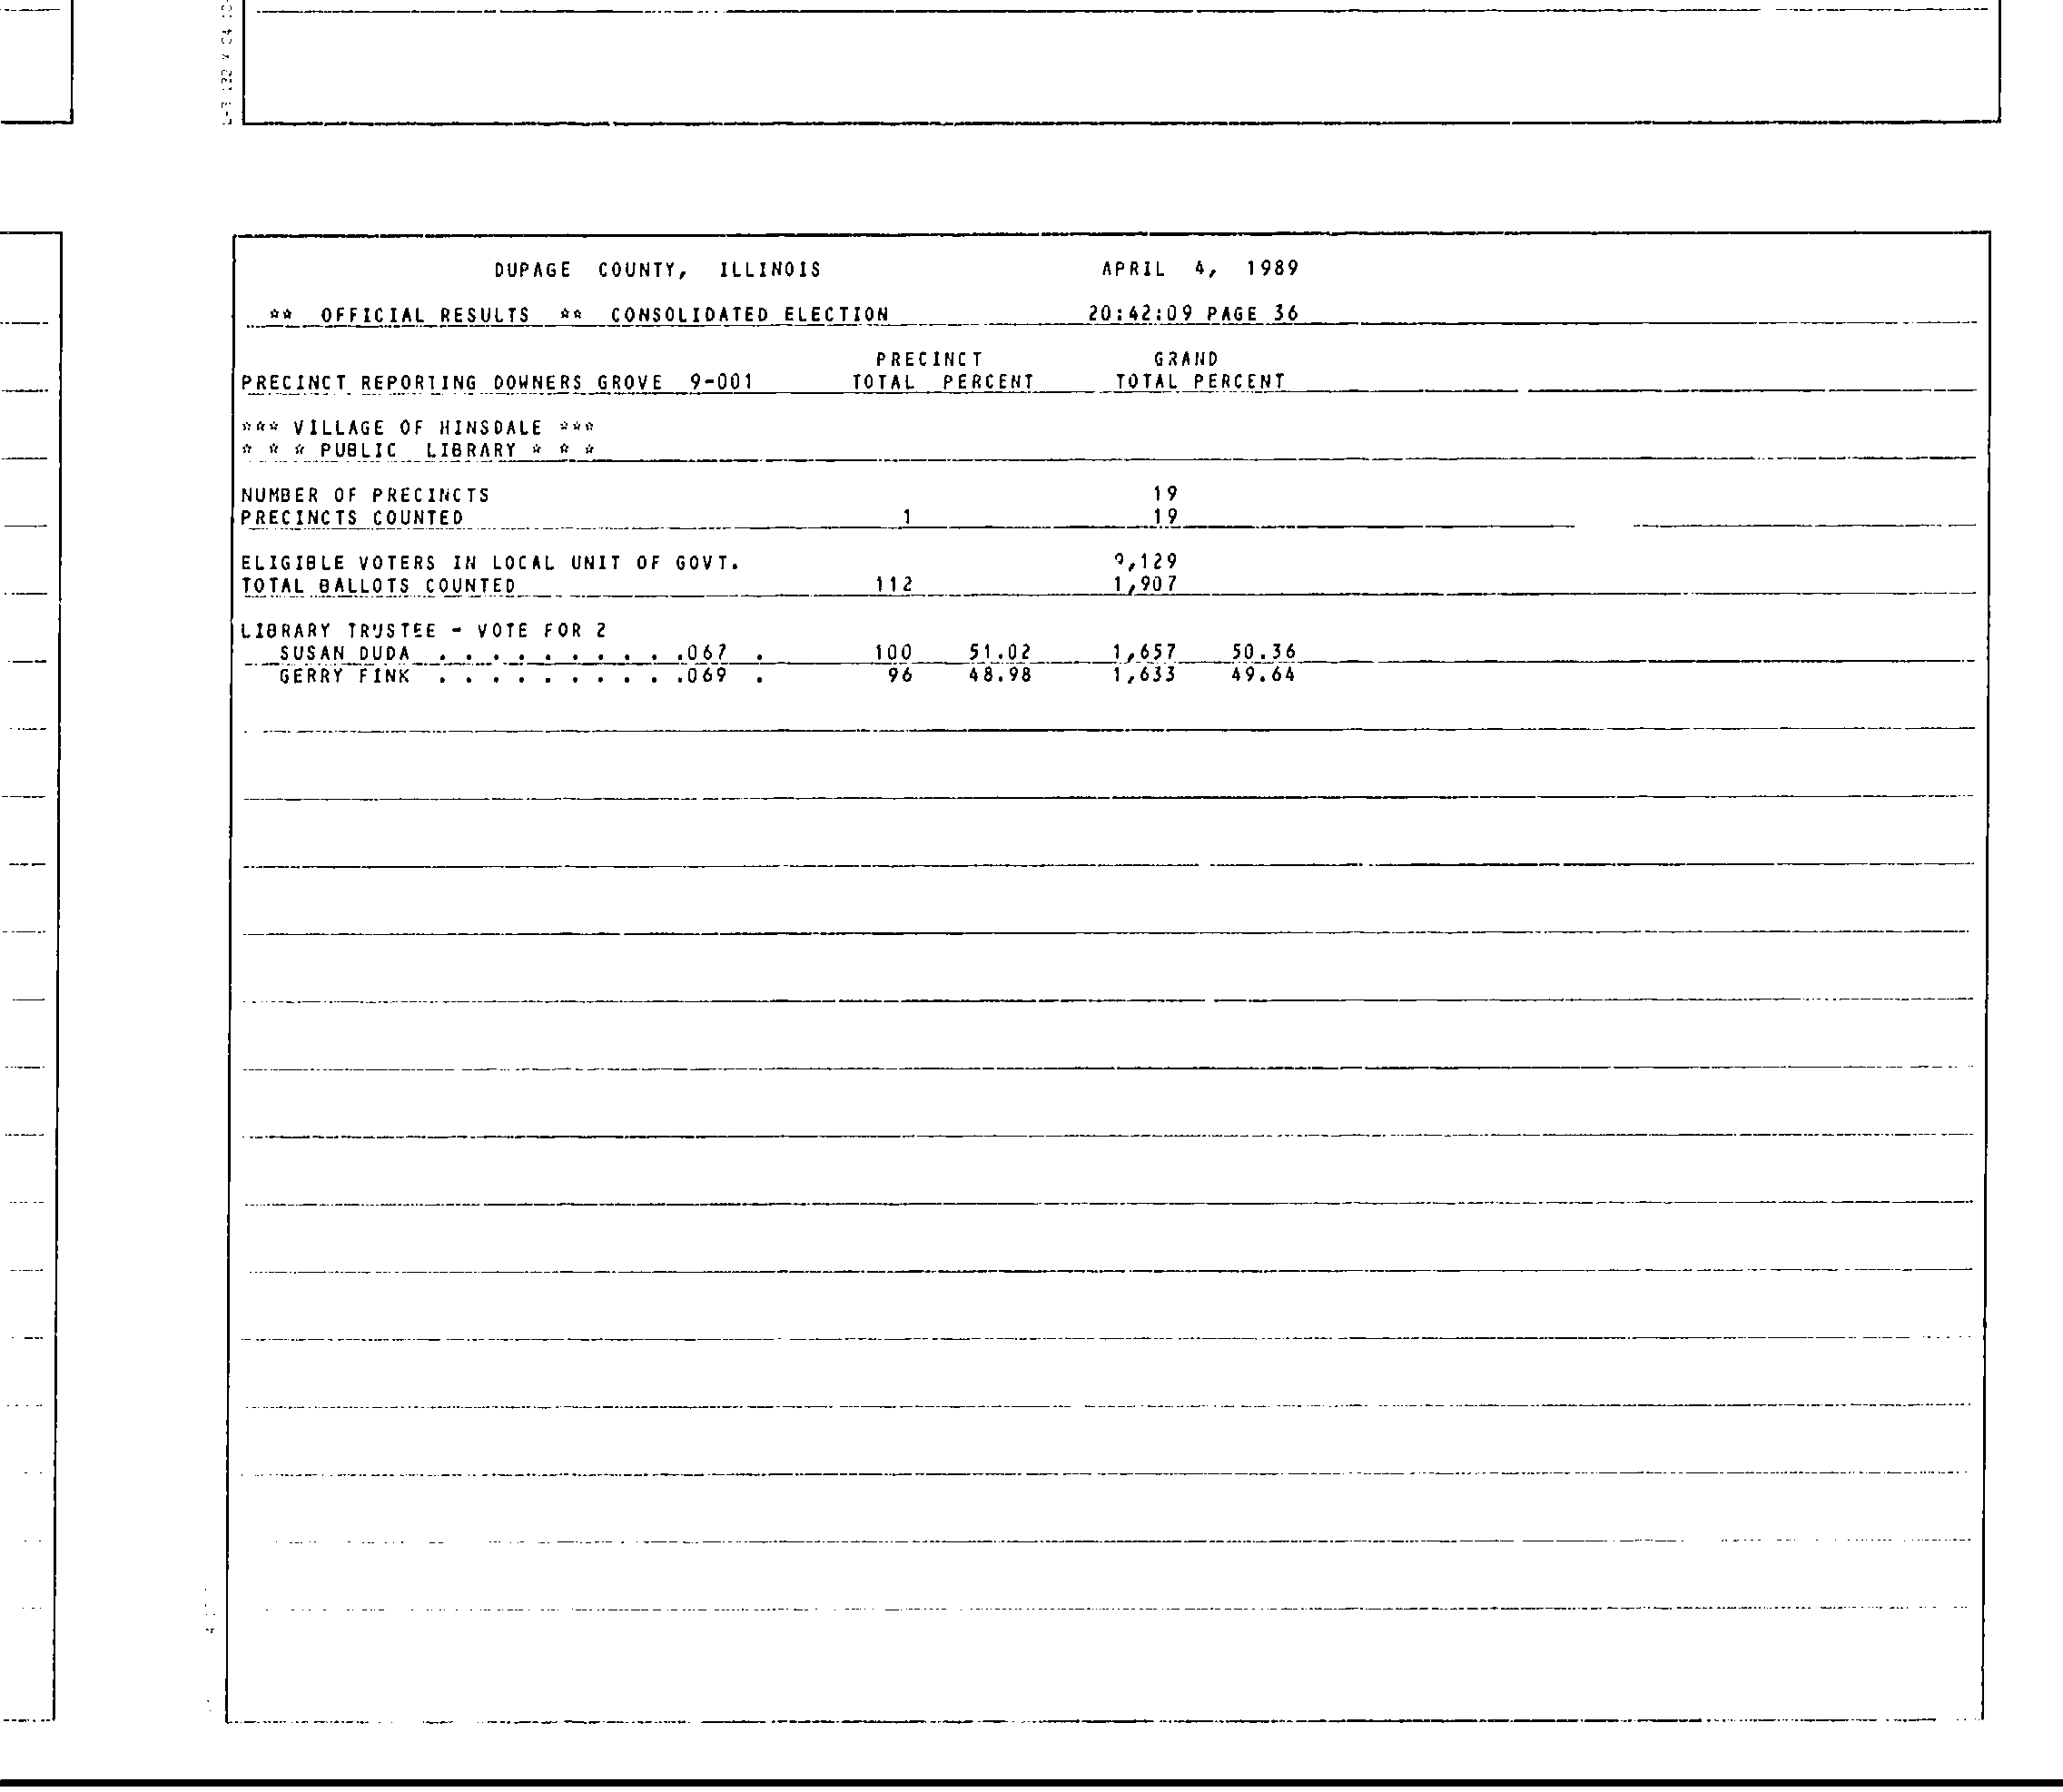 DUPAGE COUNTY, ILLINOIS APRIL 4, 1989
** OFFICIAL RESULTS ** CONSOLIDATED ELECTION 20:42:09 PAGE 36
PRECINCT GRAND
PRECINCT REPORTING DOWNERS GROVE 9-001 TOTAL PERCENT TOTAL PERCENT
*** VILLAGE OF HINSDALE ***
* * * PUBLIC LIBRARY * * *
NUMBER OF PRECINCTS 19
PRECINCTS COUNTED 1 19
ELIGIBLE VOTERS IN LOCAL UNIT OF GOVT. 9,129
TOTAL BALLOTS COUNTED 112 1,907
LIBRARY TRUSTEE - VOTE FOR 2
SUSAN DUDA . . . . . . . . . .067 . 100 51.02 1,657 50.36
GERRY FINK . . . . . . . . . .069 . 96 48.98 1,633 49.64